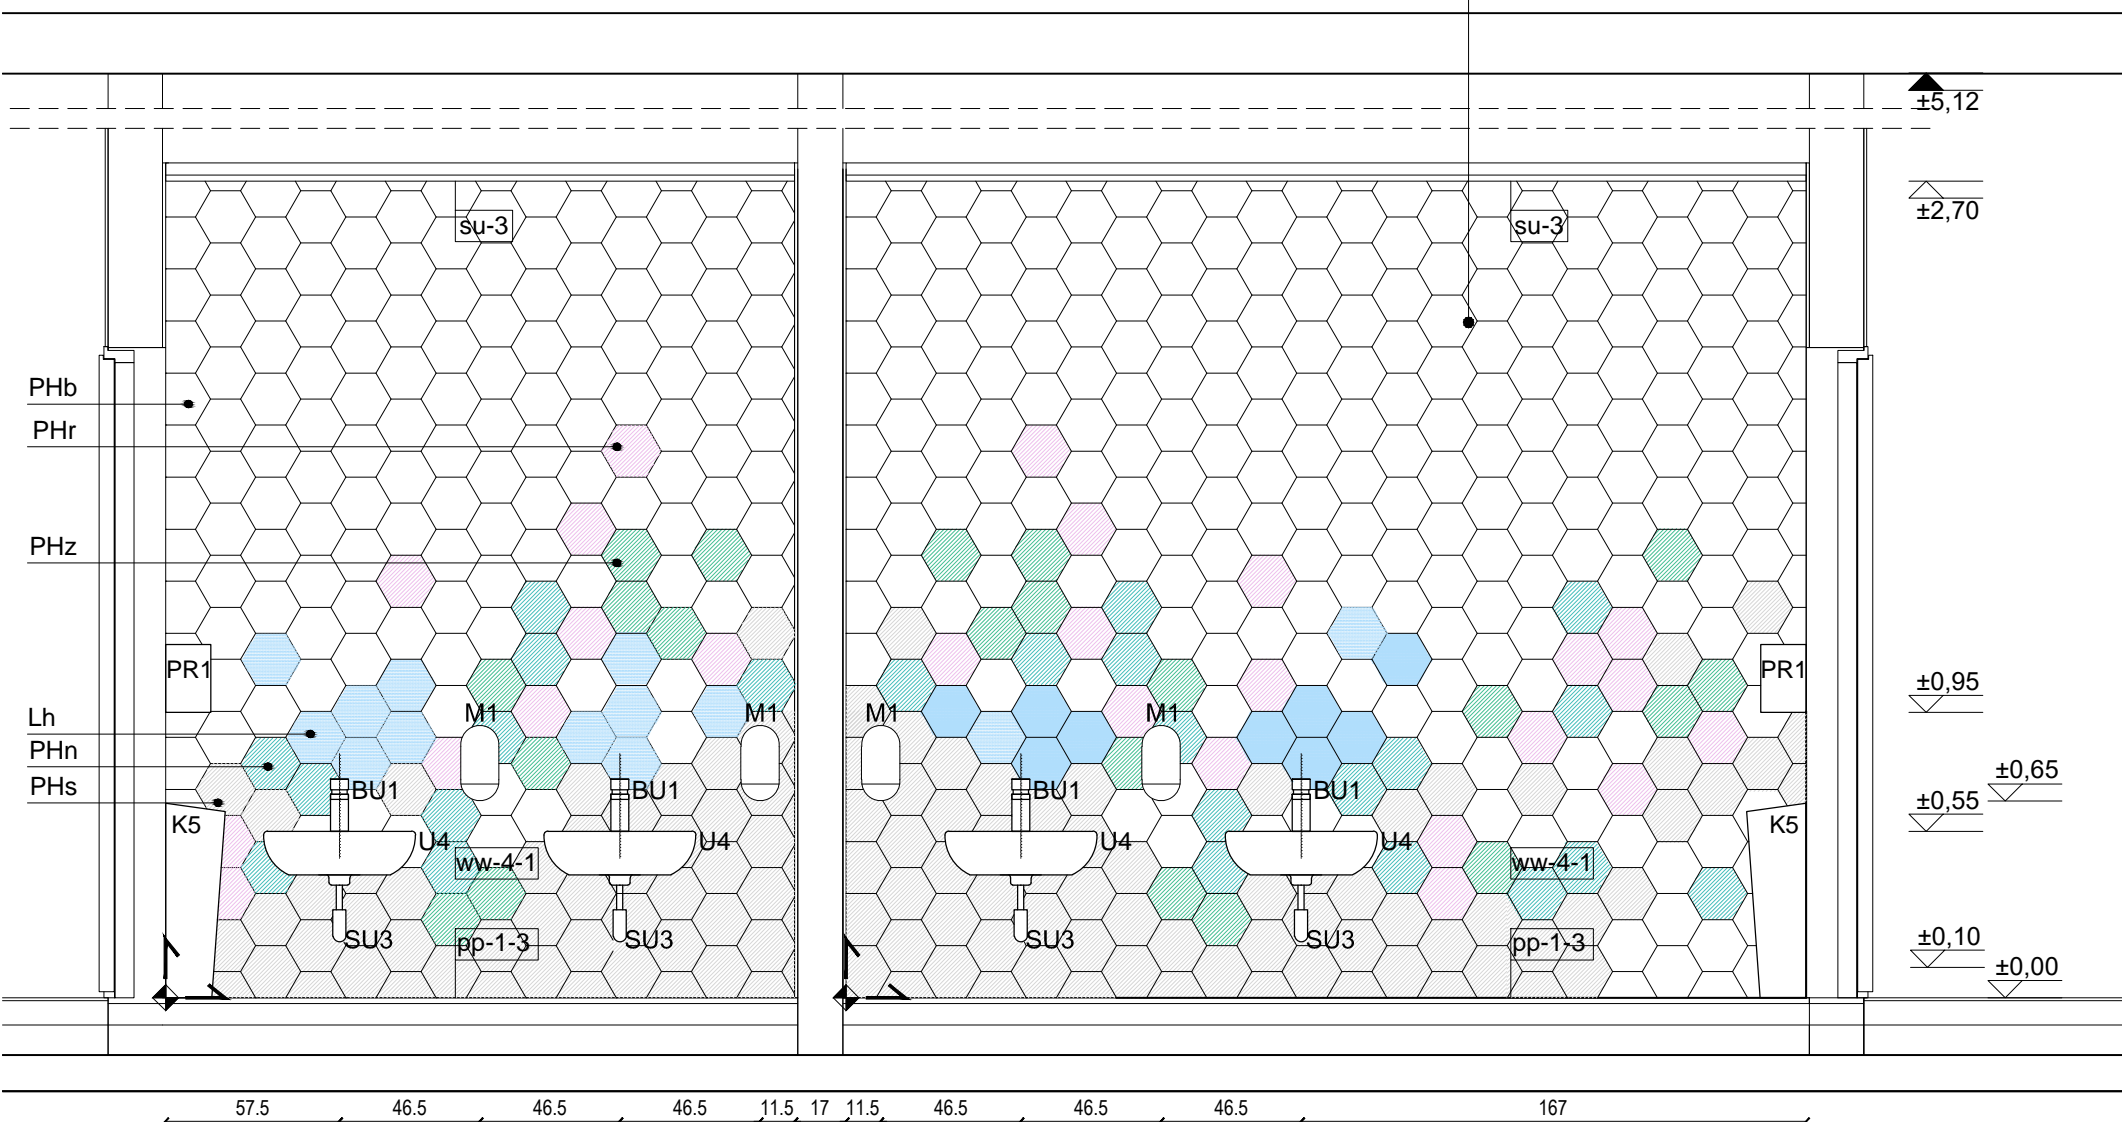 ±5,12
±2,70
su-3
su-3
PHb
PHr
PHz
PR1
PR1
±0,95
Lh
M1
M1
M1
M1
PHn
PHs
BU1
BU1
BU1
BU1
±0,65
±0,55
K5
K5
U4
U4
U4
U4
ww-4-1
ww-4-1
SU3
pp-1-3
SU3
SU3
SU3
pp-1-3
±0,10
±0,00
57.5 46.5 46.5 46.5 11.5 17 11.5 46.5 46.5 46.5 167